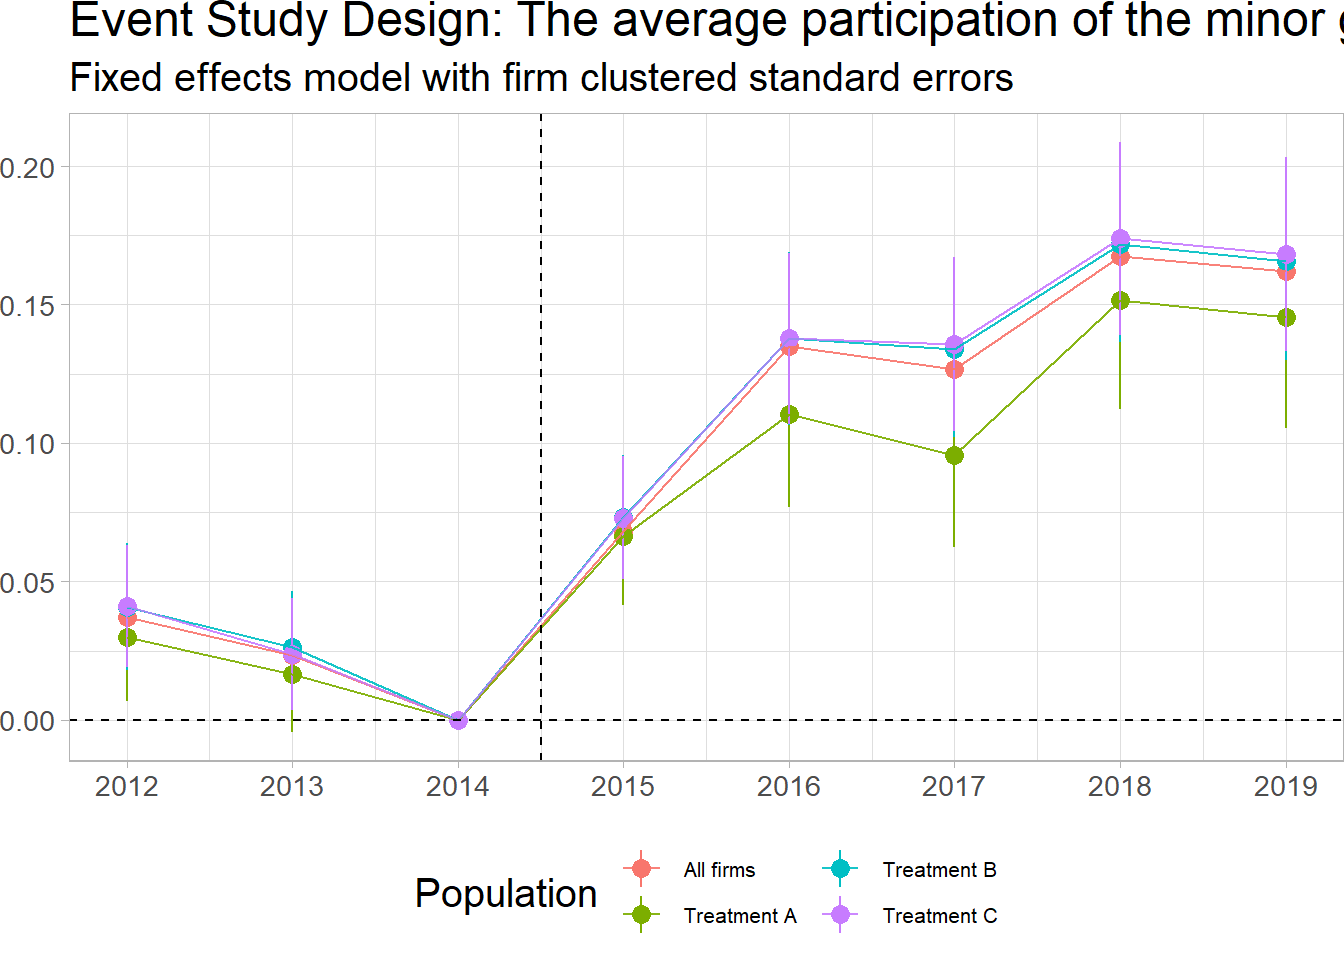 Event Study Design: The average participation of the minor
Fixed effects model with firm clustered standard errors
0.20
0.15
0.10
0.05
0.00
2012 2013 2014 2015 2016 2017 2018 2019
Population
All firms Treatment B
Treatment A Treatment C